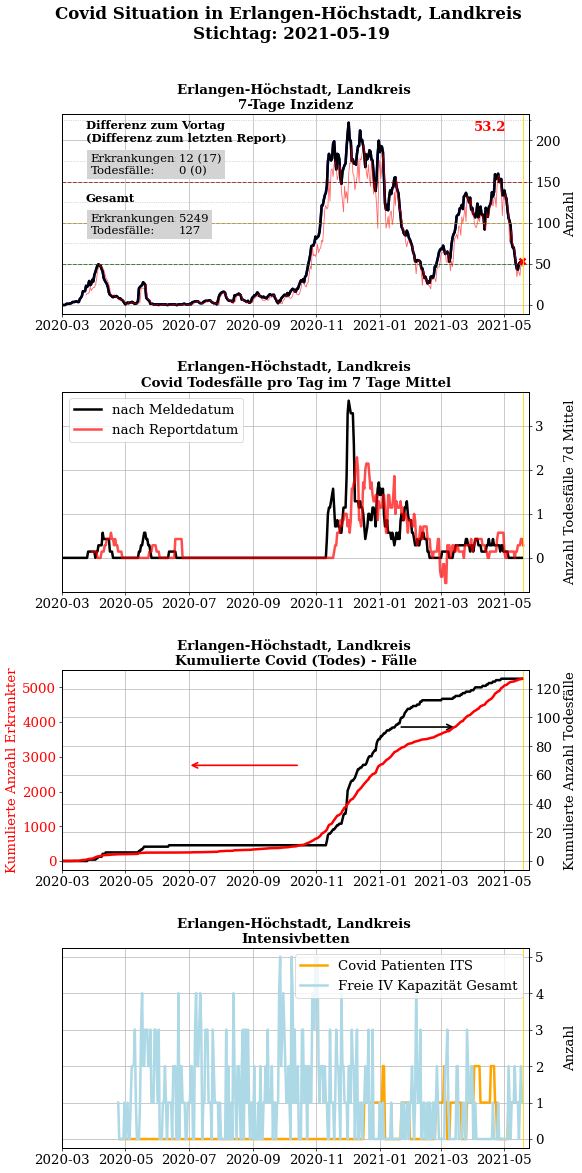 Covid Situation in Erlangen-Höchstadt, Landkreis
Stichtag: 2021-05-19
Erlangen-Höchstadt, Landkreis
7-Tage Inzidenz
Differenz zum Vortag
(Differenz zum letzten Report)
Erkrankungen 12 (17)
Todesfälle: 0 (0)
Gesamt
Erkrankungen 5249
Todesfälle: 127
53.2
200
150
100
50
0
Anzahl
2020-03 2020-05 2020-07 2020-09 2020-11 2021-01 2021-03 2021-05
Erlangen-Höchstadt, Landkreis
Covid Todesfälle pro Tag im 7 Tage Mittel
nach Meldedatum
nach Reportdatum
3
2
1
0
Anzahl Todesfälle 7d Mittel
2020-03 2020-05 2020-07 2020-09 2020-11 2021-01 2021-03 2021-05
Erlangen-Höchstadt, Landkreis
Kumulierte Covid (Todes) - Fälle
Kumulierte Anzahl Erkrankter
5000
4000
3000
2000
1000
0
120
100
80
60
40
20
0
Kumulierte Anzahl Todesfälle
2020-03 2020-05 2020-07 2020-09 2020-11 2021-01 2021-03 2021-05
Erlangen-Höchstadt, Landkreis
Intensivbetten
Covid Patienten ITS
Freie IV Kapazität Gesamt
5
4
3
2
1
0
Anzahl
2020-03 2020-05 2020-07 2020-09 2020-11 2021-01 2021-03 2021-05